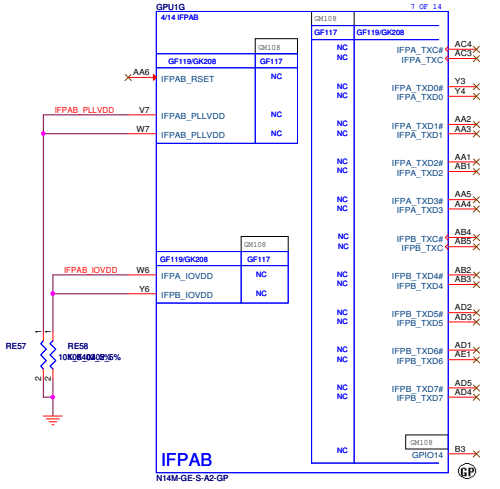 GPU1G 7 OF 14
4/14 IFPAB
GM108
GF117 GF119/GK208
GM108
GF119/GK208 GF117
AA6 IFPAB_RSET NC
IFPAB_PLLVDD V7 IFPAB_PLLVDD NC
W7 IFPAB_PLLVDD NC
NC IFPA_TXC# AC4
NC IFPA_TXC AC3
NC IFPA_TXD0# Y3
NC IFPA_TXD0 Y4
NC IFPA_TXD1# AA2
NC IFPA_TXD1 AA3
NC IFPA_TXD2# AA1
NC IFPA_TXD2 AB1
NC IFPA_TXD3# AA5
NC IFPA_TXD3 AA4
NC IFPB_TXC# AB4
NC IFPB_TXC AB5
GM108
GF119/GK208 GF117
IFPAB_IOVDD W6 IFPA_IOVDD NC
Y6 IFPB_IOVDD NC
NC IFPB_TXD4# AB2
NC IFPB_TXD4 AB3
NC IFPB_TXD5# AD2
NC IFPB_TXD5 AD3
NC IFPB_TXD6# AD1
NC IFPB_TXD6 AE1
NC IFPB_TXD7# AD5
NC IFPB_TXD7 AD4
1 1
RE57 RE58
2 2
GM108
NC GPIO14 B3
IFPAB
N14M-GE-S-A2-GP
GP